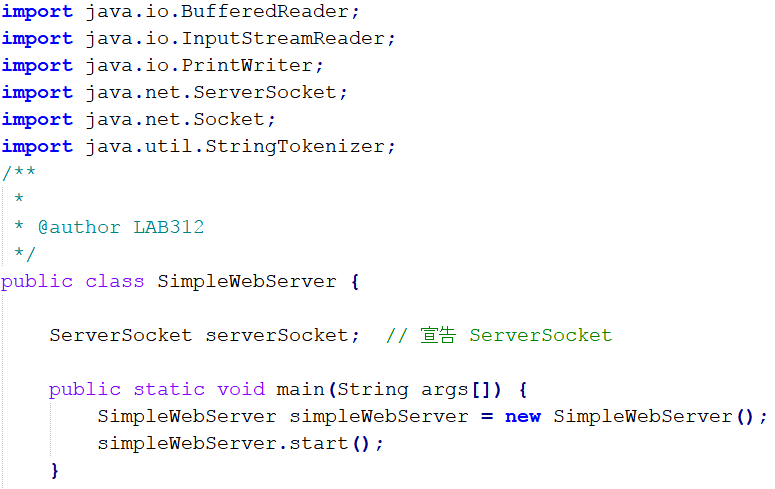 import java.io.BufferedReader;
import java.io.InputStreamReader;
import java.io.PrintWriter;
import java.net.ServerSocket;
import java.net.Socket;
import java.util.StringTokenizer;
/**
 *
 * @author LAB312
 */
public class SimpleWebServer {
    ServerSocket serverSocket;  // 宣告 ServerSocket
    public static void main(String args[]) {
        SimpleWebServer simpleWebServer = new SimpleWebServer();
        simpleWebServer.start();
    }